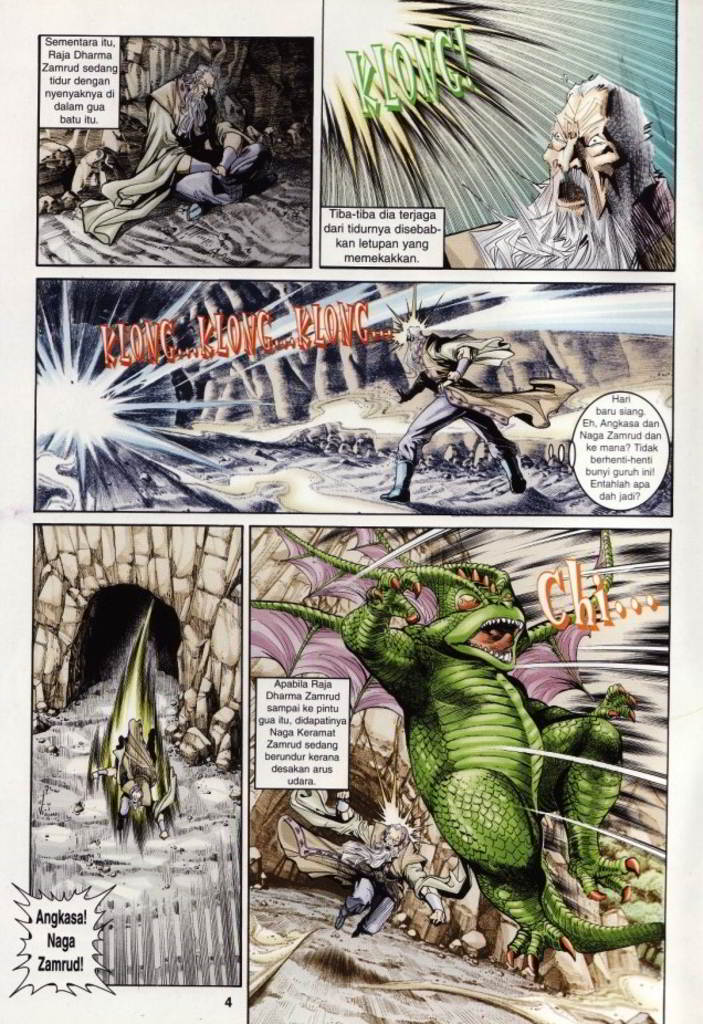 Sementara itu,
Raja Dharma
Zamrud sedang
tidur dengan
nyenyaknya di
dalam gua
batu itu.
KLONG!
Tiba-tiba dia terjaga
dari tidurnya disebab-
kan letupan yang
memekakkan.
KLONG...KLONG...KLONG...
Hari
baru siang.
Eh, Angkasa dan
Naga Zamrud dan
ke mana? Tidak
berhenti-henti
bunyi guruh ini!
Entahlah apa
dah jadi?
Angkasa!
Naga
Zamrud!
Chi...
Apabila Raja
Dharma Zamrud
sampai ke pintu
gua itu, didapatinya
Naga Keramat
Zamrud sedang
berundur kerana
desakan arus
udara.
4